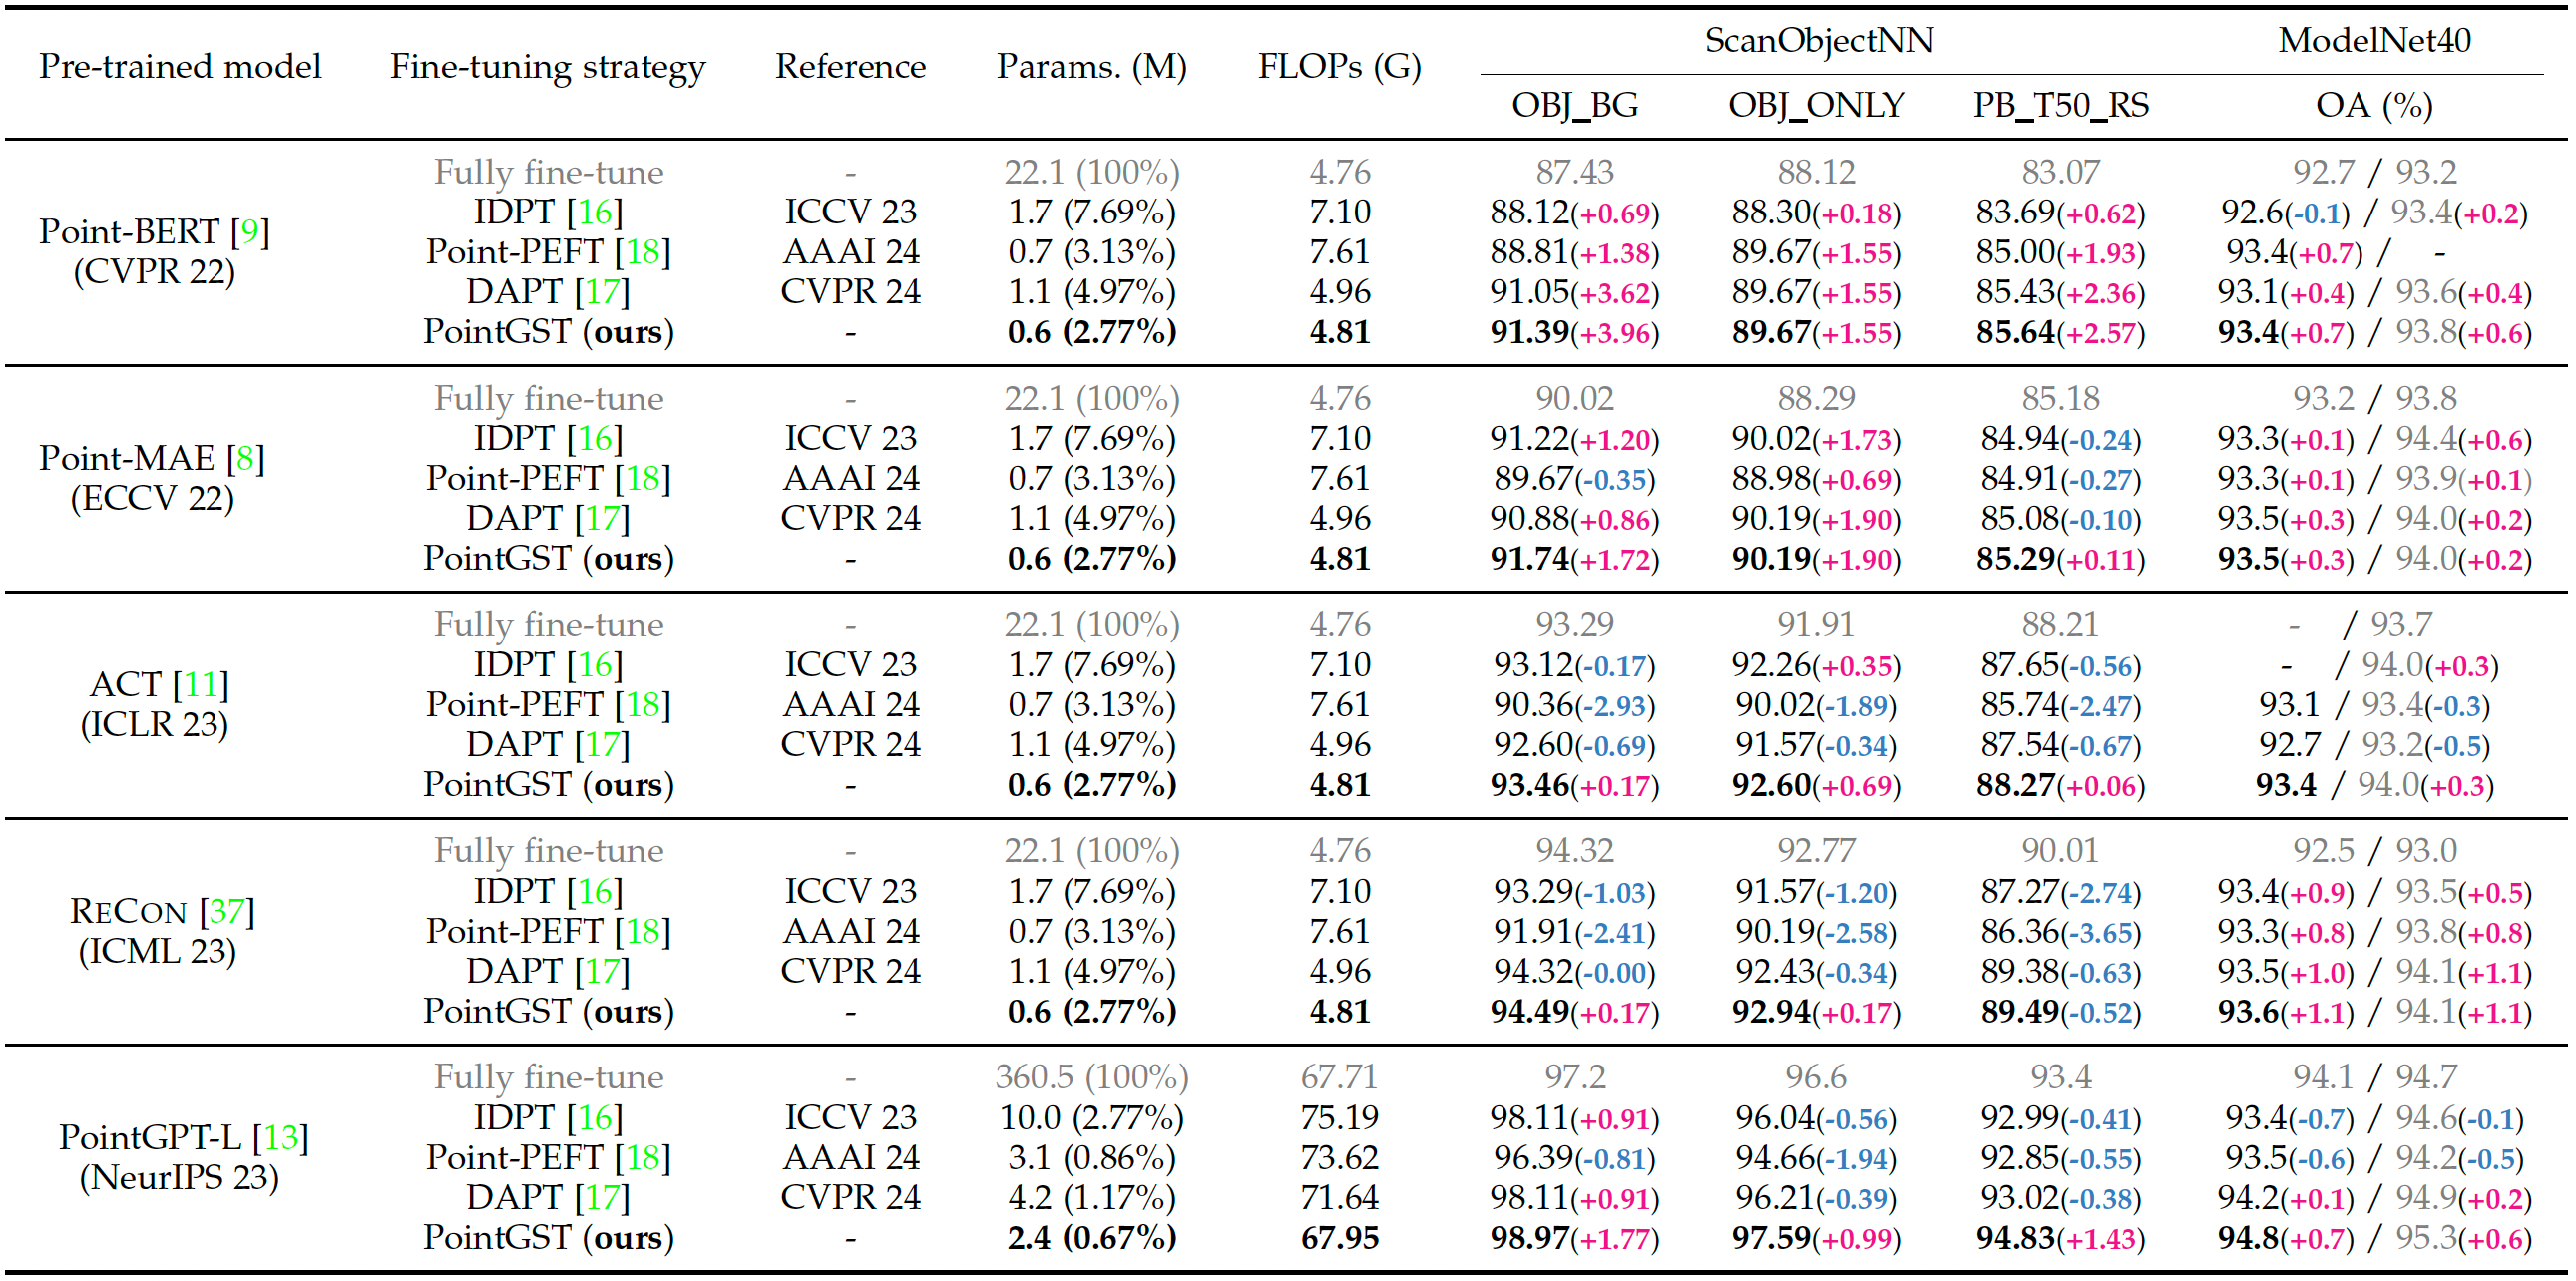 Pre-trained model Fine-tuning strategy Reference Params. (M) FLOPs (G) ScanObjectNN ModelNet40
OBJ_BG OBJ_ONLY PB_T50_RS OA (%)
Point-BERT [9]
(CVPR 22)
Fully fine-tune - 22.1 (100%) 4.76 87.43 88.12 83.07 92.7 / 93.2
IDPT [16] ICCV 23 1.7 (7.69%) 7.10 88.12(+0.69) 88.30(+0.18) 83.69(+0.62) 92.6(-0.1) / 93.4(+0.2)
Point-PEFT [18] AAAI 24 0.7 (3.13%) 7.61 88.81(+1.38) 89.67(+1.55) 85.00(+1.93) 93.4(+0.7) / -
DAPT [17] CVPR 24 1.1 (4.97%) 4.96 91.05(+3.62) 89.67(+1.55) 85.43(+2.36) 93.1(+0.4) / 93.6(+0.4)
PointGST (ours) - 0.6 (2.77%) 4.81 91.39(+3.96) 89.67(+1.55) 85.64(+2.57) 93.4(+0.7) / 93.8(+0.6)
Point-MAE [8]
(ECCV 22)
Fully fine-tune - 22.1 (100%) 4.76 90.02 88.29 85.18 93.2 / 93.8
IDPT [16] ICCV 23 1.7 (7.69%) 7.10 91.22(+1.20) 90.02(+1.73) 84.94(-0.24) 93.3(+0.1) / 94.4(+0.6)
Point-PEFT [18] AAAI 24 0.7 (3.13%) 7.61 89.67(-0.35) 88.98(+0.69) 84.91(-0.27) 93.3(+0.1) / 93.9(+0.1)
DAPT [17] CVPR 24 1.1 (4.97%) 4.96 90.88(+0.86) 90.19(+1.90) 85.08(-0.10) 93.5(+0.3) / 94.0(+0.2)
PointGST (ours) - 0.6 (2.77%) 4.81 91.74(+1.72) 90.19(+1.90) 85.29(+0.11) 93.5(+0.3) / 94.0(+0.2)
ACT [11]
(ICLR 23)
Fully fine-tune - 22.1 (100%) 4.76 93.29 91.91 88.21 - / 93.7
IDPT [16] ICCV 23 1.7 (7.69%) 7.10 93.12(-0.17) 92.26(+0.35) 87.65(-0.56) - / 94.0(+0.3)
Point-PEFT [18] AAAI 24 0.7 (3.13%) 7.61 90.36(-2.93) 90.02(-1.89) 85.74(-2.47) 93.1 / 93.4(-0.3)
DAPT [17] CVPR 24 1.1 (4.97%) 4.96 92.60(-0.69) 91.57(-0.34) 87.54(-0.67) 92.7 / 93.2(-0.5)
PointGST (ours) - 0.6 (2.77%) 4.81 93.46(+0.17) 92.60(+0.69) 88.27(+0.06) 93.4 / 94.0(+0.3)
RECON [37]
(ICML 23)
Fully fine-tune - 22.1 (100%) 4.76 94.32 92.77 90.01 92.5 / 93.0
IDPT [16] ICCV 23 1.7 (7.69%) 7.10 93.29(-1.03) 91.57(-1.20) 87.27(-2.74) 93.4(+0.9) / 93.5(+0.5)
Point-PEFT [18] AAAI 24 0.7 (3.13%) 7.61 91.91(-2.41) 90.19(-2.58) 86.36(-3.65) 93.3(+0.8) / 93.8(+0.8)
DAPT [17] CVPR 24 1.1 (4.97%) 4.96 94.32(-0.00) 92.43(-0.34) 89.38(-0.63) 93.5(+1.0) / 94.1(+1.1)
PointGST (ours) - 0.6 (2.77%) 4.81 94.49(+0.17) 92.94(+0.17) 89.49(-0.52) 93.6(+1.1) / 94.1(+1.1)
PointGPT-L [13]
(NeurIPS 23)
Fully fine-tune - 360.5 (100%) 67.71 97.2 96.6 93.4 94.1 / 94.7
IDPT [16] ICCV 23 10.0 (2.77%) 75.19 98.11(+0.91) 96.04(-0.56) 92.99(-0.41) 93.4(-0.7) / 94.6(-0.1)
Point-PEFT [18] AAAI 24 3.1 (0.86%) 73.62 96.39(-0.81) 94.66(-1.94) 92.85(-0.55) 93.5(-0.6) / 94.2(-0.5)
DAPT [17] CVPR 24 4.2 (1.17%) 71.64 98.11(+0.91) 96.21(-0.39) 93.02(-0.38) 94.2(+0.1) / 94.9(+0.2)
PointGST (ours) - 2.4 (0.67%) 67.95 98.97(+1.77) 97.59(+0.99) 94.83(+1.43) 94.8(+0.7) / 95.3(+0.6)